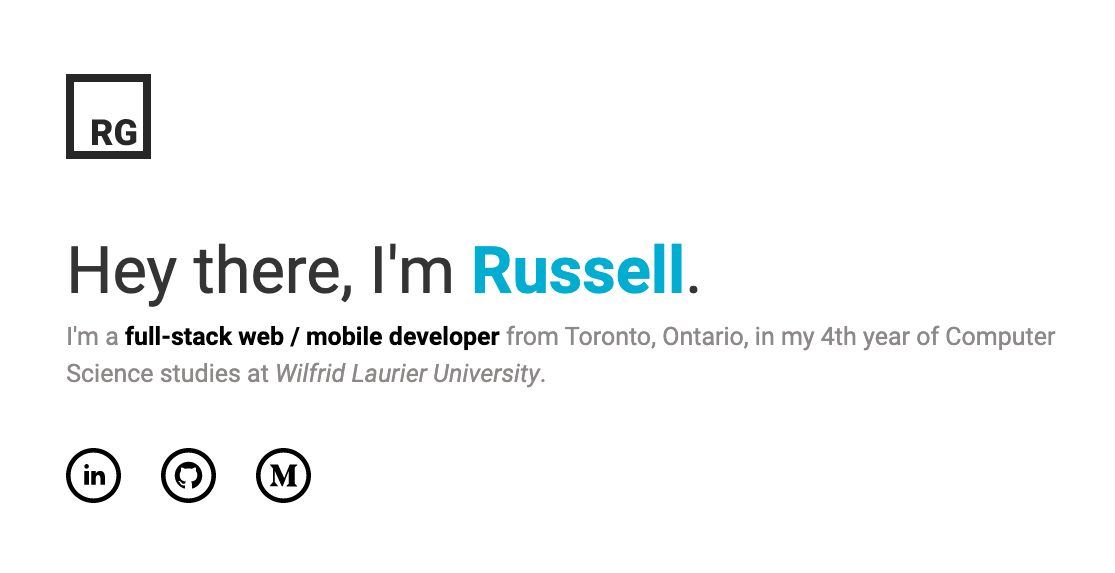 RG
Hey there, I'm Russell.
I'm a full-stack web / mobile developer from Toronto, Ontario, in my 4th year of Computer
Science studies at Wilfrid Laurier University.
in M